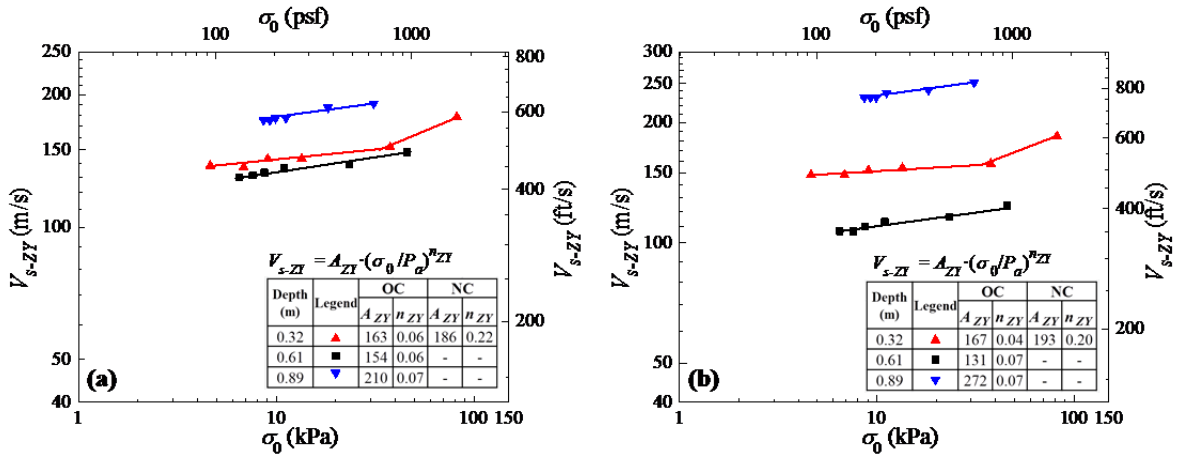 σ0 (psf)
100 1000
250
200
150
100
50
40
Vs-ZY (m/s)
800
600
400
200
Vs-ZY (ft/s)
Vs-ZY = AZY·(σ0/Pa)^nZY
Depth (m) Legend OC NC
AZY nZY AZY nZY
0.32 163 0.06 186 0.22
0.61 154 0.06 - -
0.89 210 0.07 - -
(a)
1 10 100 150
σ0 (kPa)
σ0 (psf)
100 1000
300
250
200
150
100
50
40
Vs-ZY (m/s)
800
600
400
200
Vs-ZY (ft/s)
Vs-ZY = AZY·(σ0/Pa)^nZY
Depth (m) Legend OC NC
AZY nZY AZY nZY
0.32 167 0.04 193 0.20
0.61 131 0.07 - -
0.89 272 0.07 - -
(b)
1 10 100 150
σ0 (kPa)